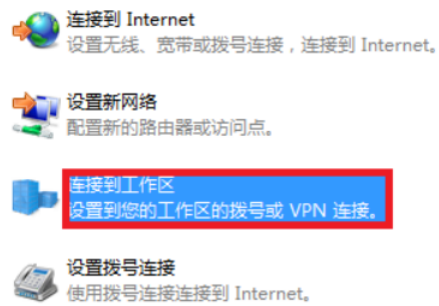 连接到 Internet
设置无线、宽带或拨号连接，连接到 Internet。
设置新网络
配置新的路由器或访问点。
连接到工作区
设置到您的工作区的拨号或 VPN 连接。
设置拨号连接
使用拨号连接连接到 Internet。